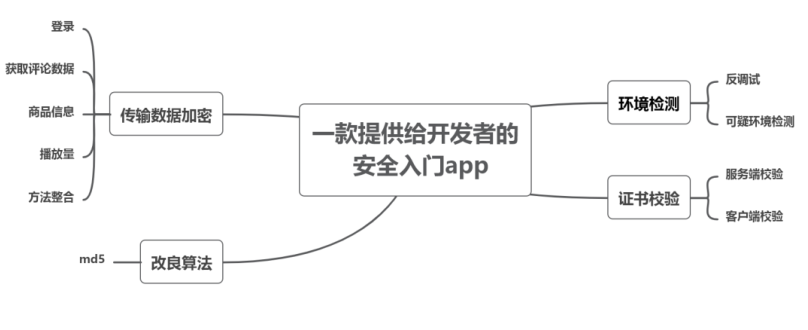 一款提供给开发者的
安全入门app
传输数据加密
登录
获取评论数据
商品信息
播放量
方法整合
改良算法
md5
环境检测
反调试
可疑环境检测
证书校验
服务端校验
客户端校验